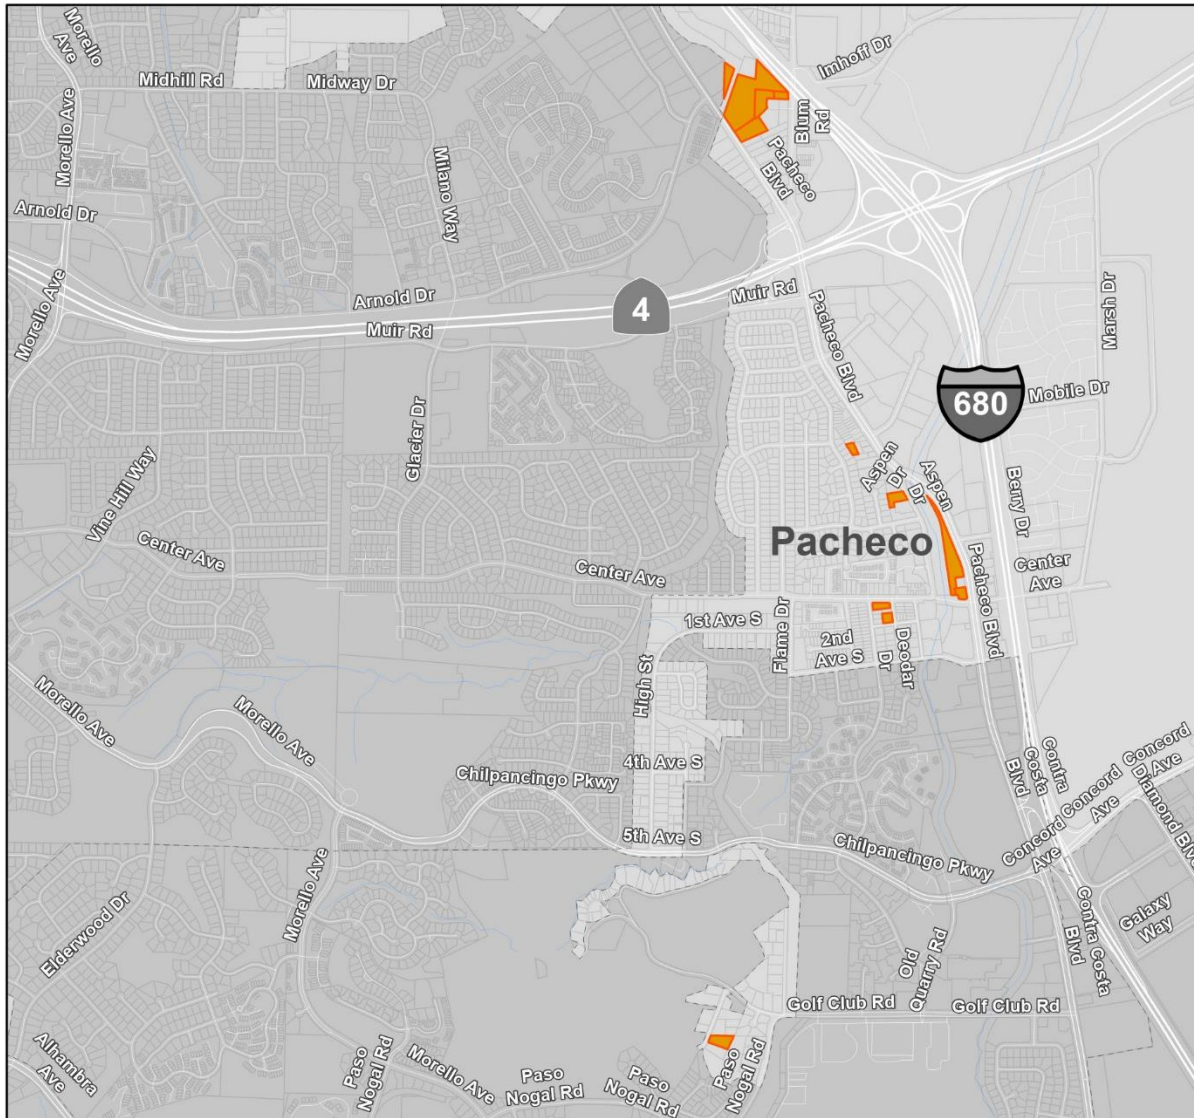 Morello
Ave
Midhill Rd
Midway Dr
Imhoff Dr
Blum
Rd
Morello Ave
Milano Way
Pacheco
Blvd
Arnold Dr
Morello Ave
Arnold Dr
Muir Rd
4
Muir Rd
Pacheco Blvd
Marsh Dr
680
Mobile Dr
Glacier Dr
Vine Hill Way
Aspen
Dr
Aspen
Dr
Berry Dr
Pacheco
Center Ave
Center Ave
Center
Ave
Pacheco Blvd
1st Ave S
Flame Dr
2nd
Ave S
Deodar
Dr
High St
Morello Ave
Morello Ave
4th Ave S
Chilpancingo Pkwy
5th Ave S
Chilpancingo Pkwy
Contra
Costa
Blvd
Concord
Ave
Concord
Ave
Concord
Ave
Diamond Blvd
Morello Ave
Elderwood Dr
Galaxy
Way
Old
Quarry Rd
Contra Costa
Blvd
Golf Club Rd
Golf Club Rd
Alhambra
Ave
Paso
Nogal Rd
Morello Ave
Paso
Nogal Rd
Paso
Nogal Rd
Paso
Nogal Rd